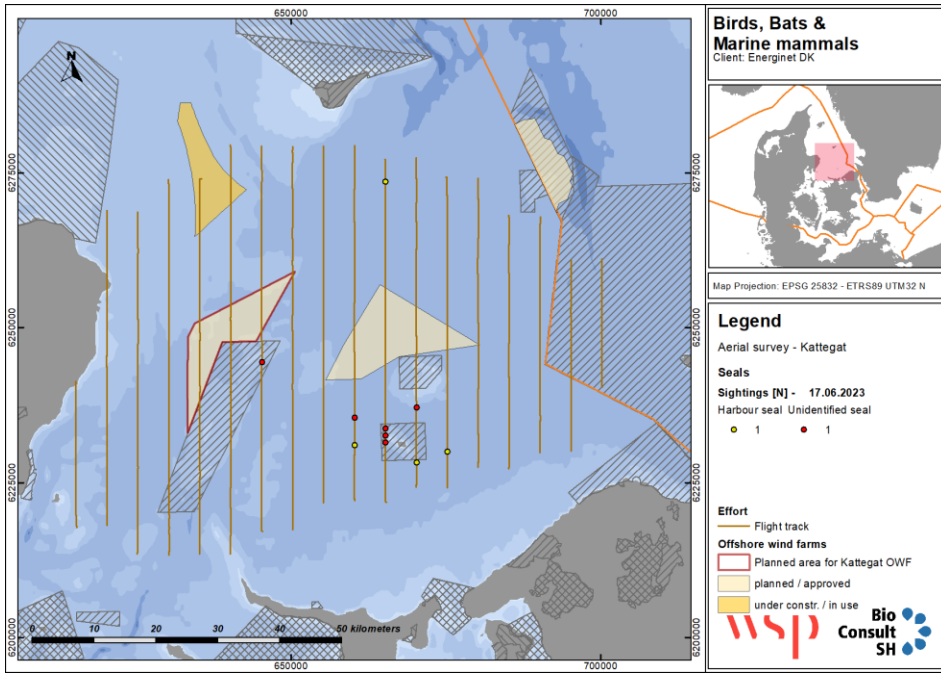 650000
700000
N
6275000
6250000
6225000
6200000
6275000
6250000
6225000
6200000
0
10
20
30
40
50 kilometers
650000
700000
Birds, Bats &
Marine mammals
Client: Energinet DK
Map Projection: EPSG 25832 - ETRS89 UTM32 N
Legend
Aerial survey - Kattegat
Seals
Sightings [N] - 17.06.2023
Harbour seal Unidentified seal
1 1
Effort
Flight track
Offshore wind farms
Planned area for Kattegat OWF
planned / approved
under constr. / in use
wsp
Bio
Consult
SH